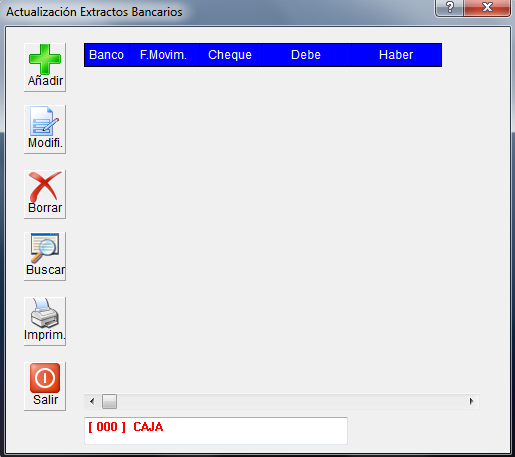 Actualización Extractos Bancarios
?
Banco F.Movim. Cheque Debe Haber
Añadir
Modifi.
Borrar
Buscar
Imprim.
Salir
[ 000 ] CAJA